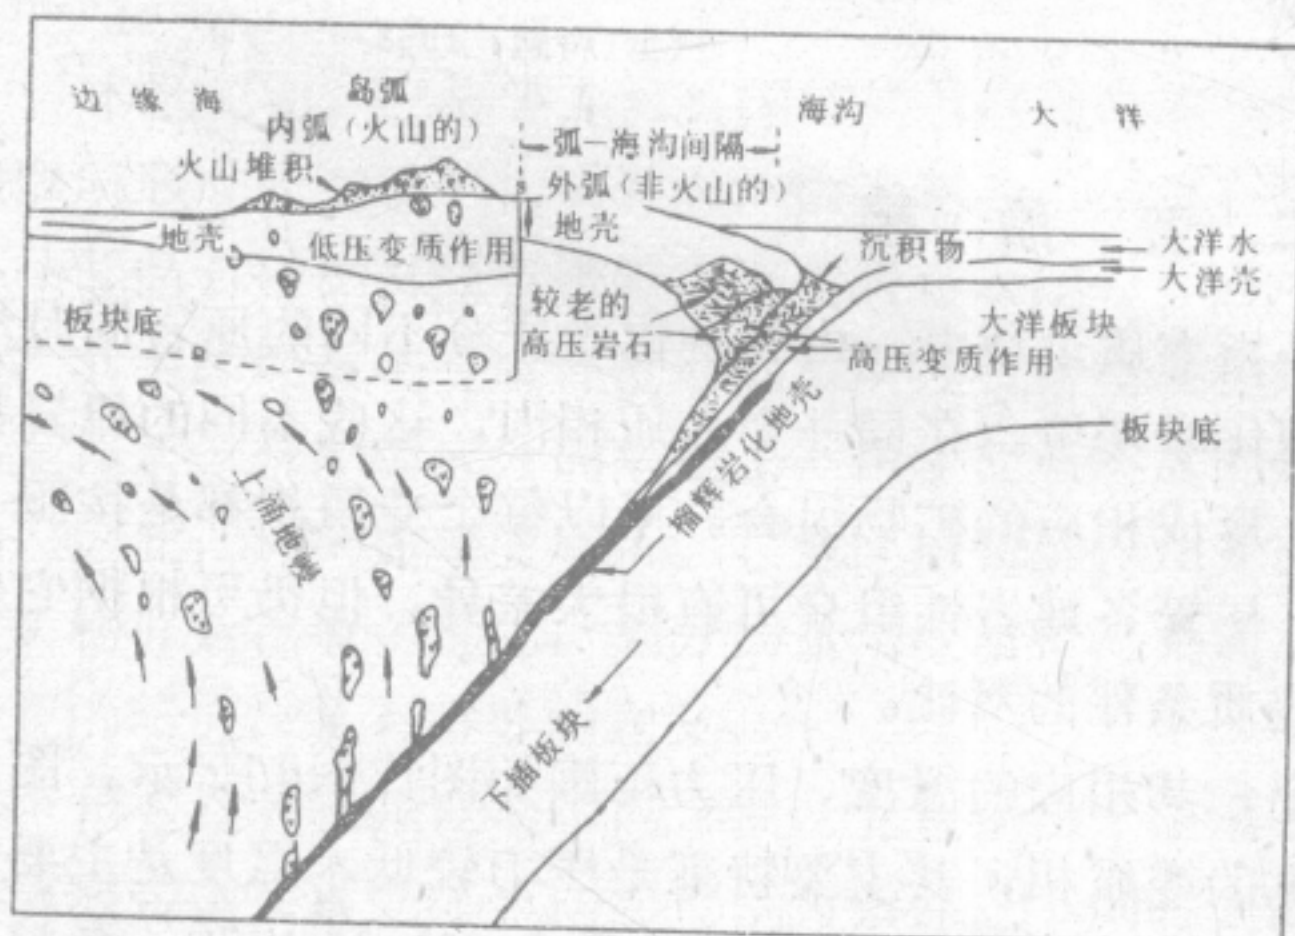 边缘海
岛弧
海沟
大洋
内弧（火山的）
弧-海沟间隔
火山堆积
外弧（非火山的）
地壳
地壳
低压变质作用
沉积物
大洋水
大洋壳
板块底
较老的
高压岩石
大洋板块
高压变质作用
板块底
榴辉岩化地壳
上涌地幔
下插板块